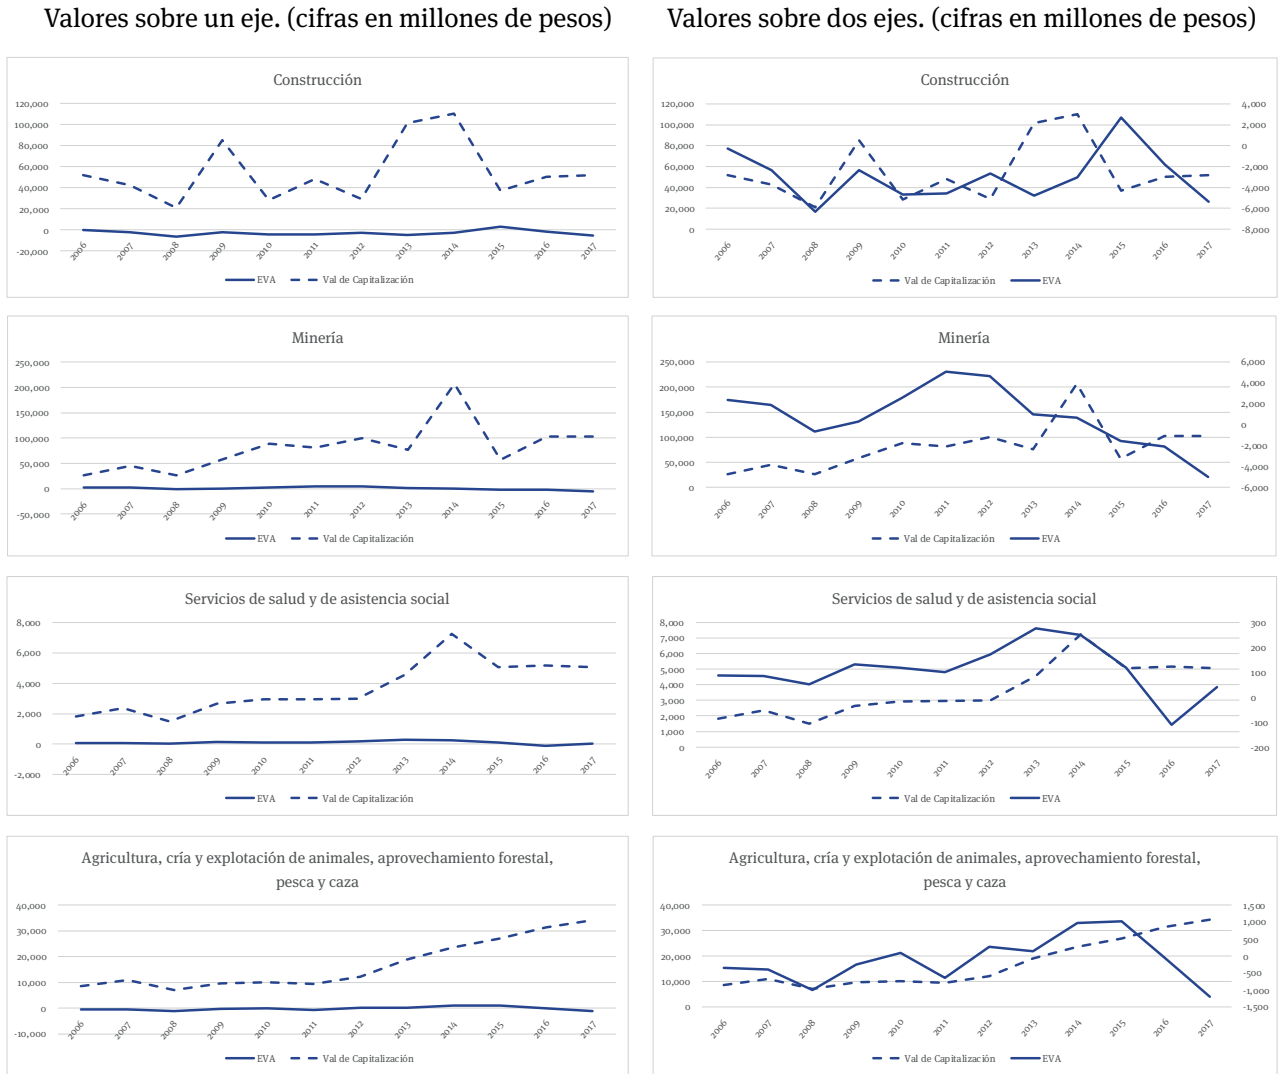 Valores sobre un eje. (cifras en millones de pesos)
Valores sobre dos ejes. (cifras en millones de pesos)
Construcción
120,000
100,000
80,000
60,000
40,000
20,000
0
-20,000
2006 2007 2008 2009 2010 2011 2012 2013 2014 2015 2016 2017
EVA Val de Capitalización
Construcción
120,000 4,000
100,000 2,000
80,000 0
60,000 -2,000
40,000 -4,000
20,000 -6,000
0 -8,000
2006 2007 2008 2009 2010 2011 2012 2013 2014 2015 2016 2017
Val de Capitalización EVA
Minería
250,000
200,000
150,000
100,000
50,000
0
-50,000
2006 2007 2008 2009 2010 2011 2012 2013 2014 2015 2016 2017
EVA Val de Capitalización
Minería
250,000 6,000
200,000 4,000
150,000 2,000
100,000 0
50,000 -2,000
0 -4,000
-6,000
2006 2007 2008 2009 2010 2011 2012 2013 2014 2015 2016 2017
Val de Capitalización EVA
Servicios de salud y de asistencia social
8,000
6,000
4,000
2,000
0
-2,000
2006 2007 2008 2009 2010 2011 2012 2013 2014 2015 2016 2017
EVA Val de Capitalización
Servicios de salud y de asistencia social
8,000 300
7,000 200
6,000 100
5,000 0
4,000 -100
3,000 -200
2,000
1,000
0
2006 2007 2008 2009 2010 2011 2012 2013 2014 2015 2016 2017
Val de Capitalización EVA
Agricultura, cría y explotación de animales, aprovechamiento forestal,
pesca y caza
40,000
30,000
20,000
10,000
0
-10,000
2006 2007 2008 2009 2010 2011 2012 2013 2014 2015 2016 2017
EVA Val de Capitalización
Agricultura, cría y explotación de animales, aprovechamiento forestal,
pesca y caza
40,000 1,500
30,000 1,000
20,000 500
10,000 0
0 -500
-1,000
-1,500
2006 2007 2008 2009 2010 2011 2012 2013 2014 2015 2016 2017
Val de Capitalización EVA